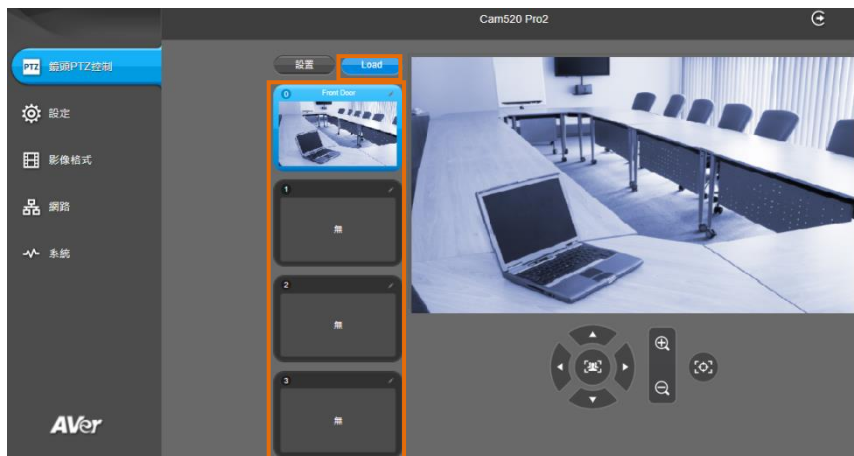 Cam520 Pro2
PTZ 鏡頭PTZ控制
設定
影像格式
網路
系統
AVer
設置 Load
0 Front Door
1
無
2
無
3
無